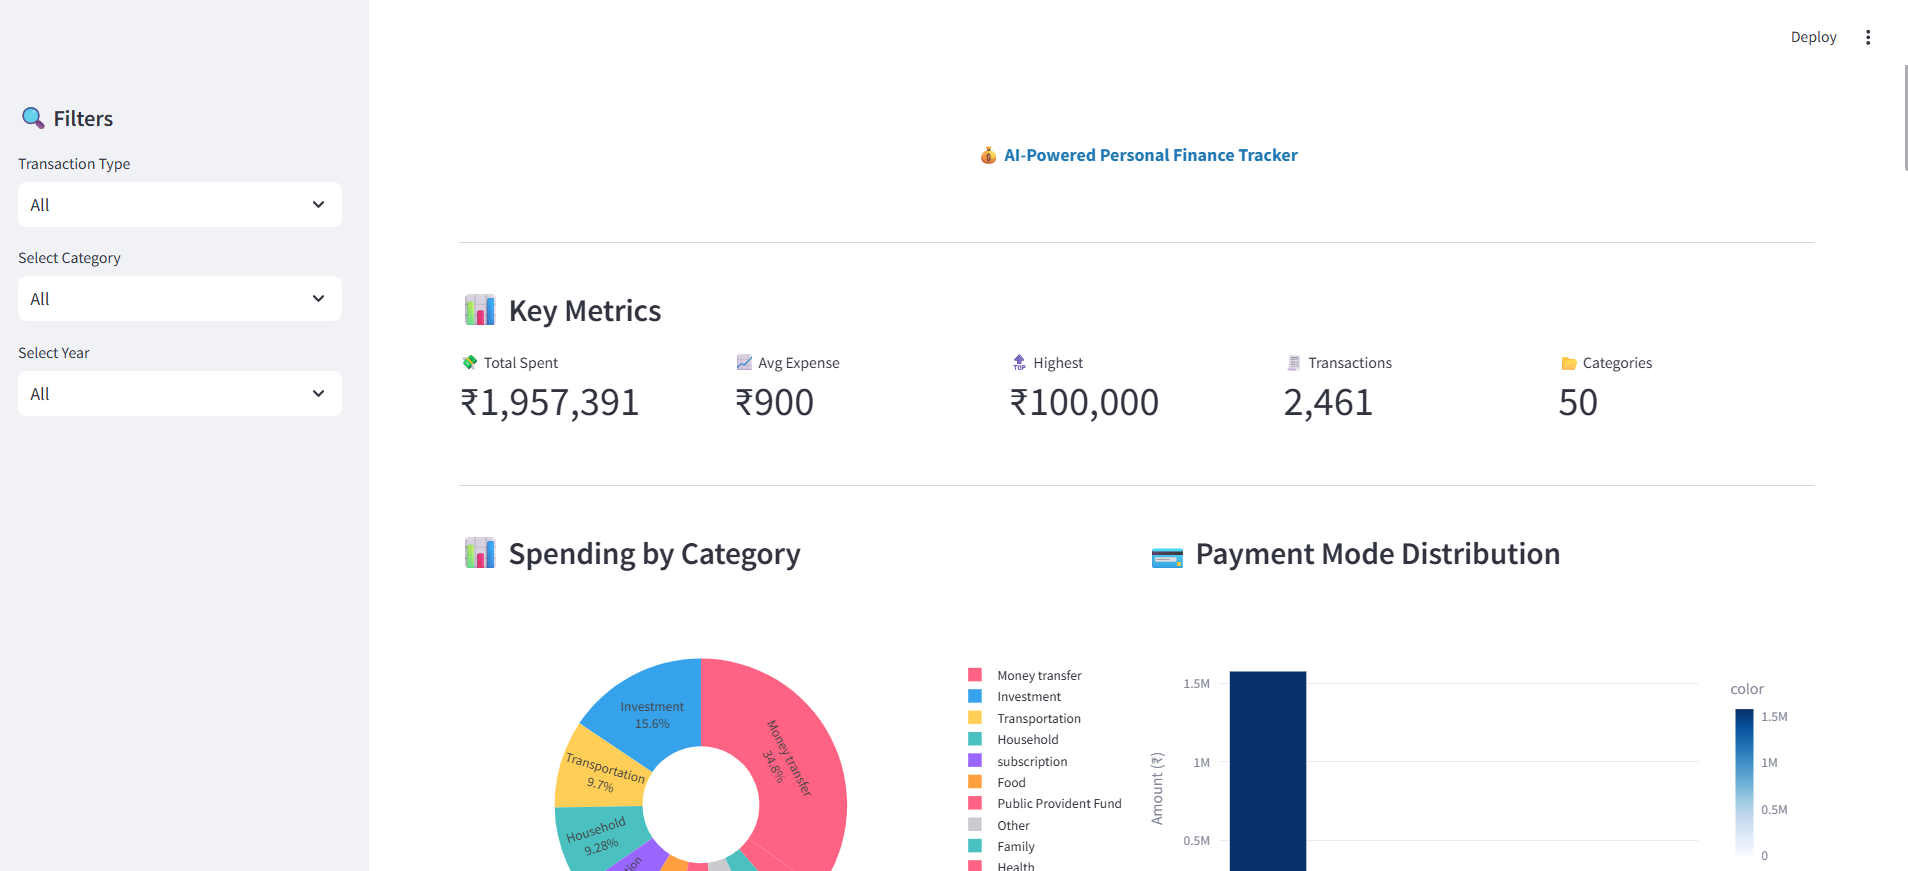 Deploy
Filters
Transaction Type
All
Select Category
All
Select Year
All
AI-Powered Personal Finance Tracker
Key Metrics
Total Spent
₹1,957,391
Avg Expense
₹900
TOP
Highest
₹100,000
Transactions
2,461
Categories
50
Spending by Category
Investment
15.6%
Money transfer
34.8%
Transportation
9.7%
Household
9.28%
Money transfer
Investment
Transportation
Household
subscription
Food
Public Provident Fund
Other
Family
Health
Payment Mode Distribution
Amount (₹)
1.5M
1M
0.5M
color
1.5M
1M
0.5M
0